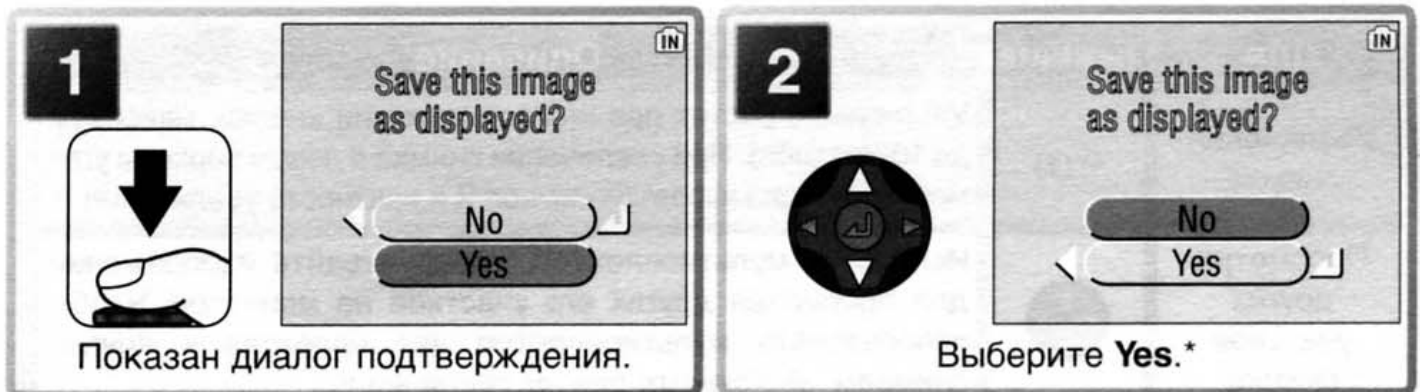 1
IN
Save this image
as displayed?
No
Yes
Показан диалог подтверждения.
2
IN
Save this image
as displayed?
No
Yes
Выберите Yes.*